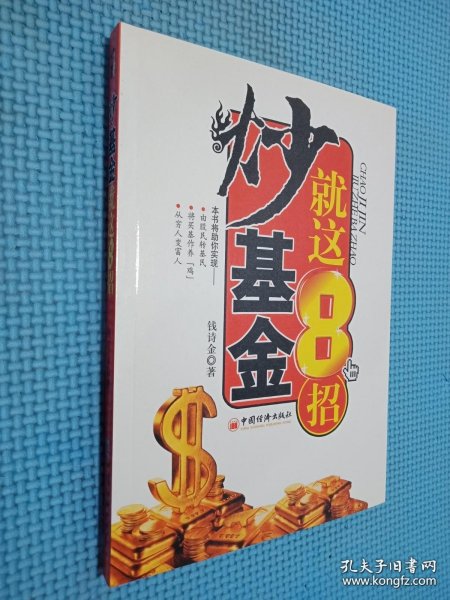 炒基金
就这8招
CHAO JIJIN
JIU ZHE BA ZHAO
本书将助你实现——
•由股民转基民
•将买基作养“鸡”
•从穷人变富人
钱诗金◎著
中国经济出版社
孔夫子旧书网
www.kongfz.com